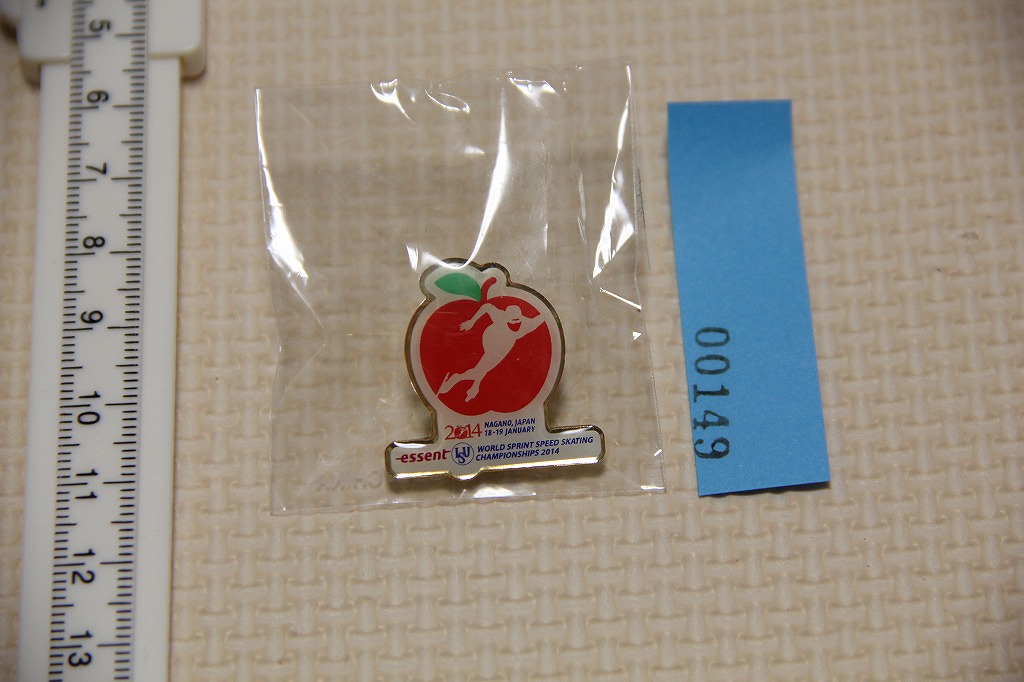 5
6
7
8
9
10
11
12
13
2014 NAGANO, JAPAN
18-19 JANUARY
essent ISU WORLD SPRINT SPEED SKATING
CHAMPIONSHIPS 2014
00149